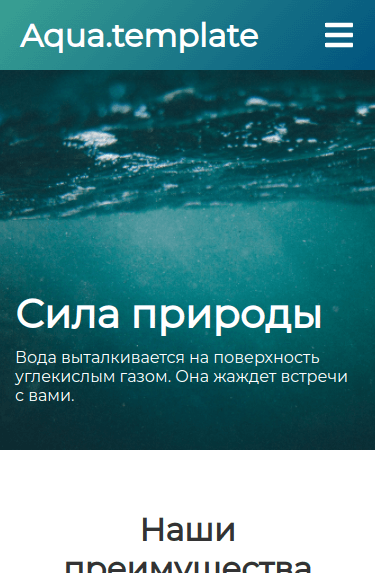 Aqua.template
Сила природы
Вода выталкивается на поверхность
углекислым газом. Она жаждет встречи
с вами.
Наши
преимущества